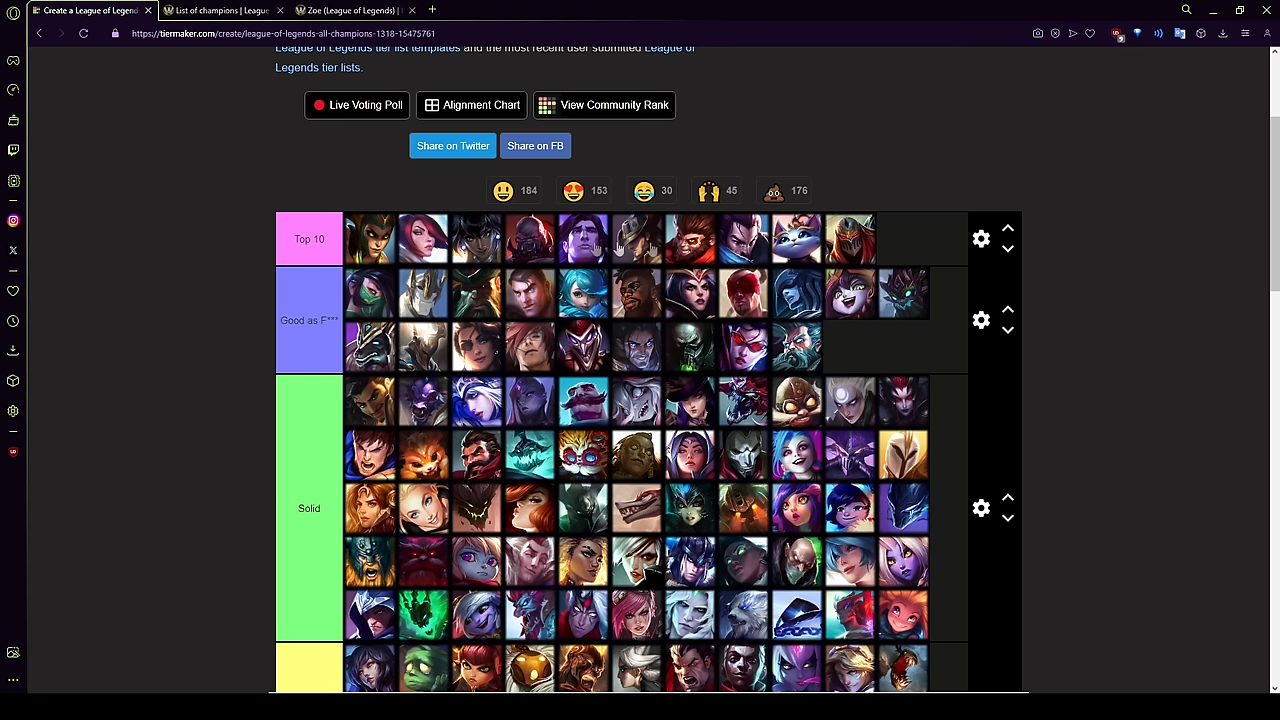 Create a League of Legend
List of champions | League
Zoe (League of Legends) |
https://tiermaker.com/create/league-of-legends-all-champions-1318-15475761
League of Legends tier list templates and the most recent user submitted League of
Legends tier lists.
Live Voting Poll
Alignment Chart
View Community Rank
Share on Twitter
Share on FB
184
153
30
45
176
Top 10
Good as F***
Solid